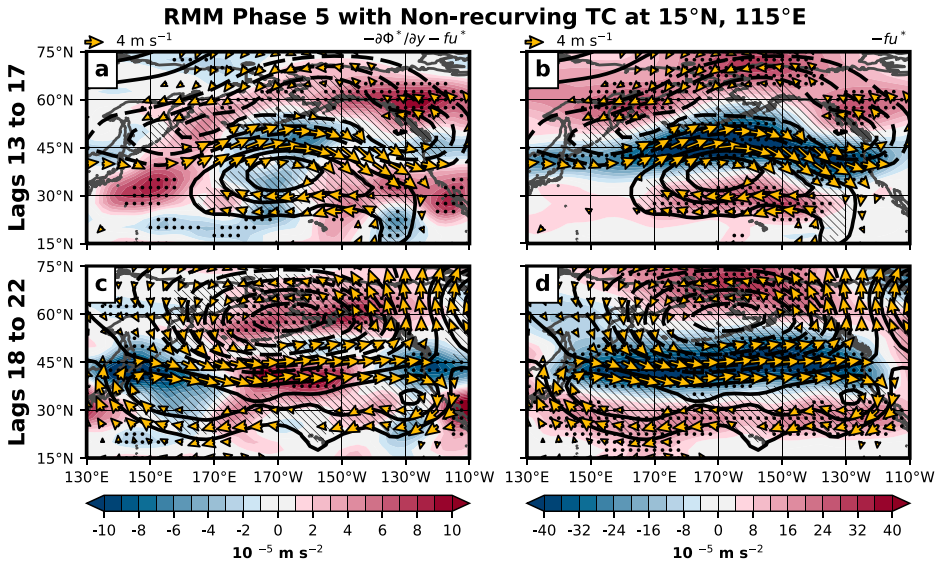 RMM Phase 5 with Non-recurving TC at 15°N, 115°E
4 m s⁻¹
−∂Φ*/∂y − fu*
4 m s⁻¹
−fu*
Lags 13 to 17
75°N
60°N
45°N
30°N
15°N
a
b
Lags 18 to 22
75°N
60°N
45°N
30°N
15°N
c
d
130°E 150°E 170°E 170°W 150°W 130°W 110°W
130°E 150°E 170°E 170°W 150°W 130°W 110°W
-10 -8 -6 -4 -2 0 2 4 6 8 10
-40 -32 -24 -16 -8 0 8 16 24 32 40
10 ⁻⁵ m s⁻²
10 ⁻⁵ m s⁻²